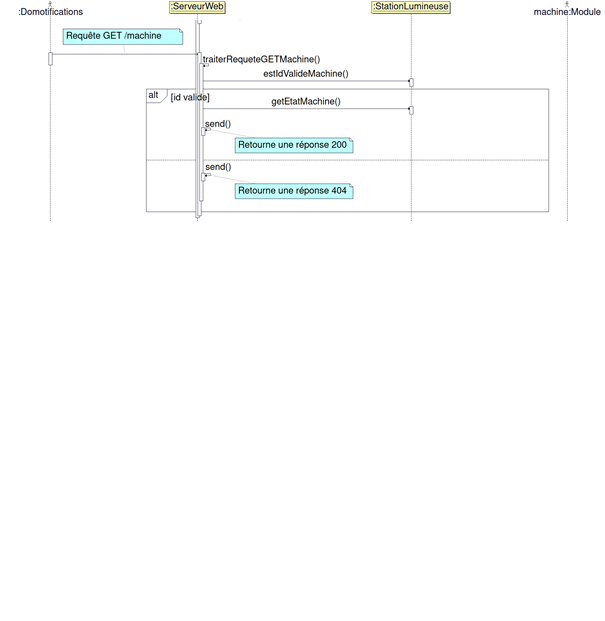 :Domotifications
:ServeurWeb
:StationLumineuse
machine:Module
Requête GET /machine
traiterRequeteGETMachine()
estIdValideMachine()
alt
[id valide]
getEtatMachine()
send()
Retourne une réponse 200
send()
Retourne une réponse 404